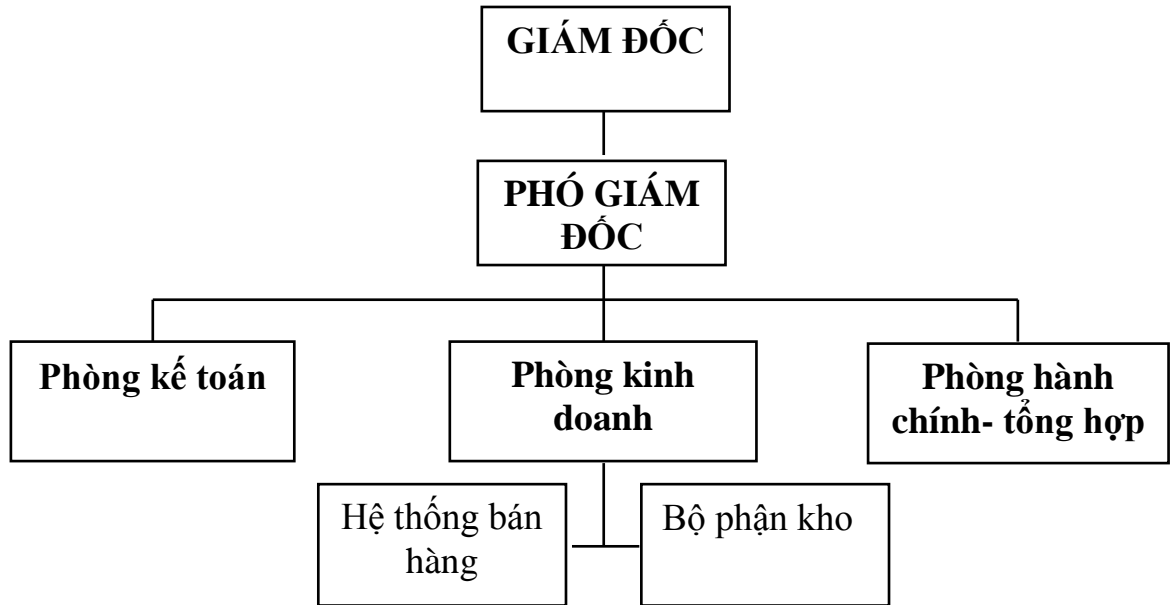 GIÁM ĐỐC
PHÓ GIÁM
ĐỐC
Phòng kế toán
Phòng kinh
doanh
Phòng hành
chính- tổng hợp
Hệ thống bán
hàng
Bộ phận kho